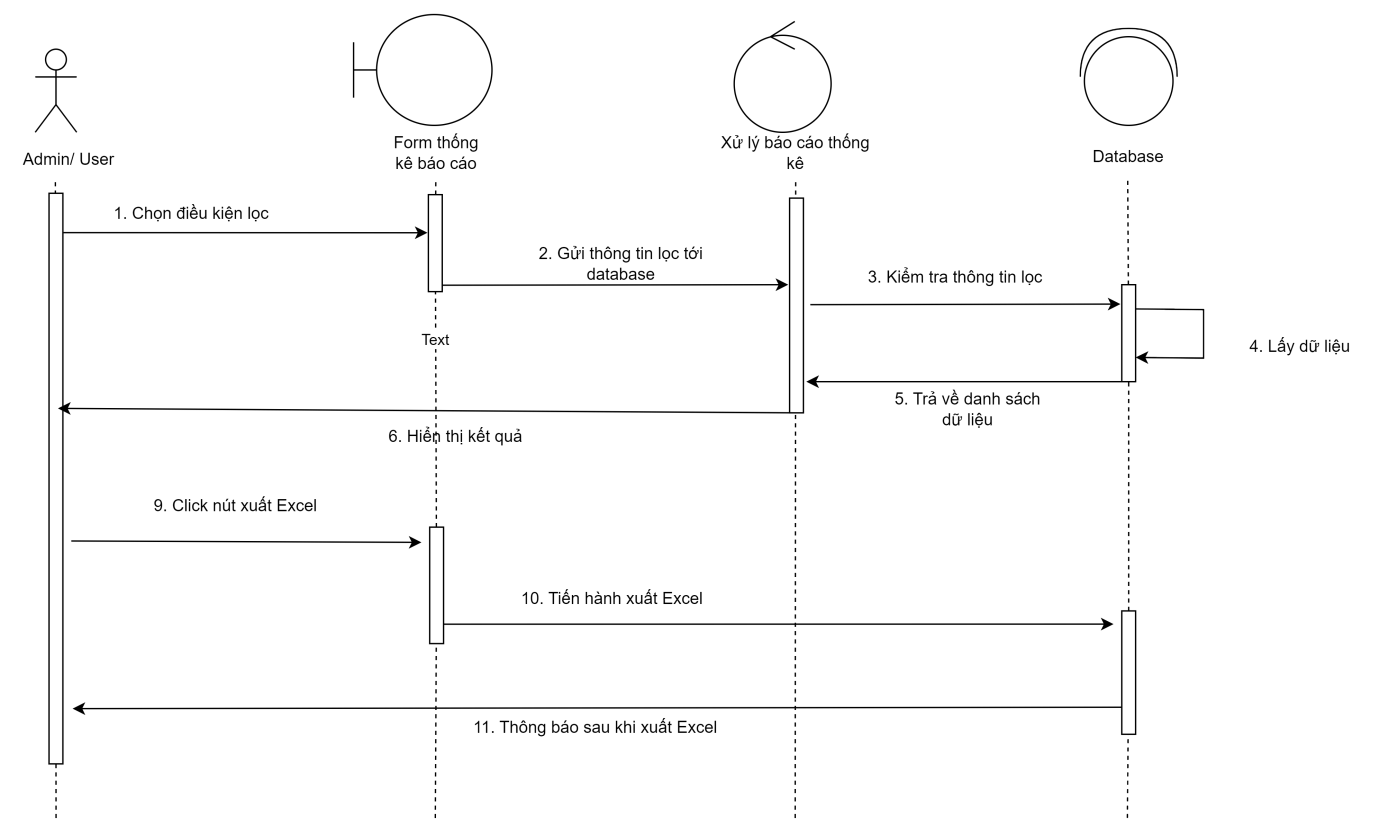 Admin/ User
Form thống
kê báo cáo
Xử lý báo cáo thống
kê
Database
1. Chọn điều kiện lọc
2. Gửi thông tin lọc tới
database
3. Kiểm tra thông tin lọc
Text
4. Lấy dữ liệu
5. Trả về danh sách
dữ liệu
6. Hiển thị kết quả
9. Click nút xuất Excel
10. Tiến hành xuất Excel
11. Thông báo sau khi xuất Excel